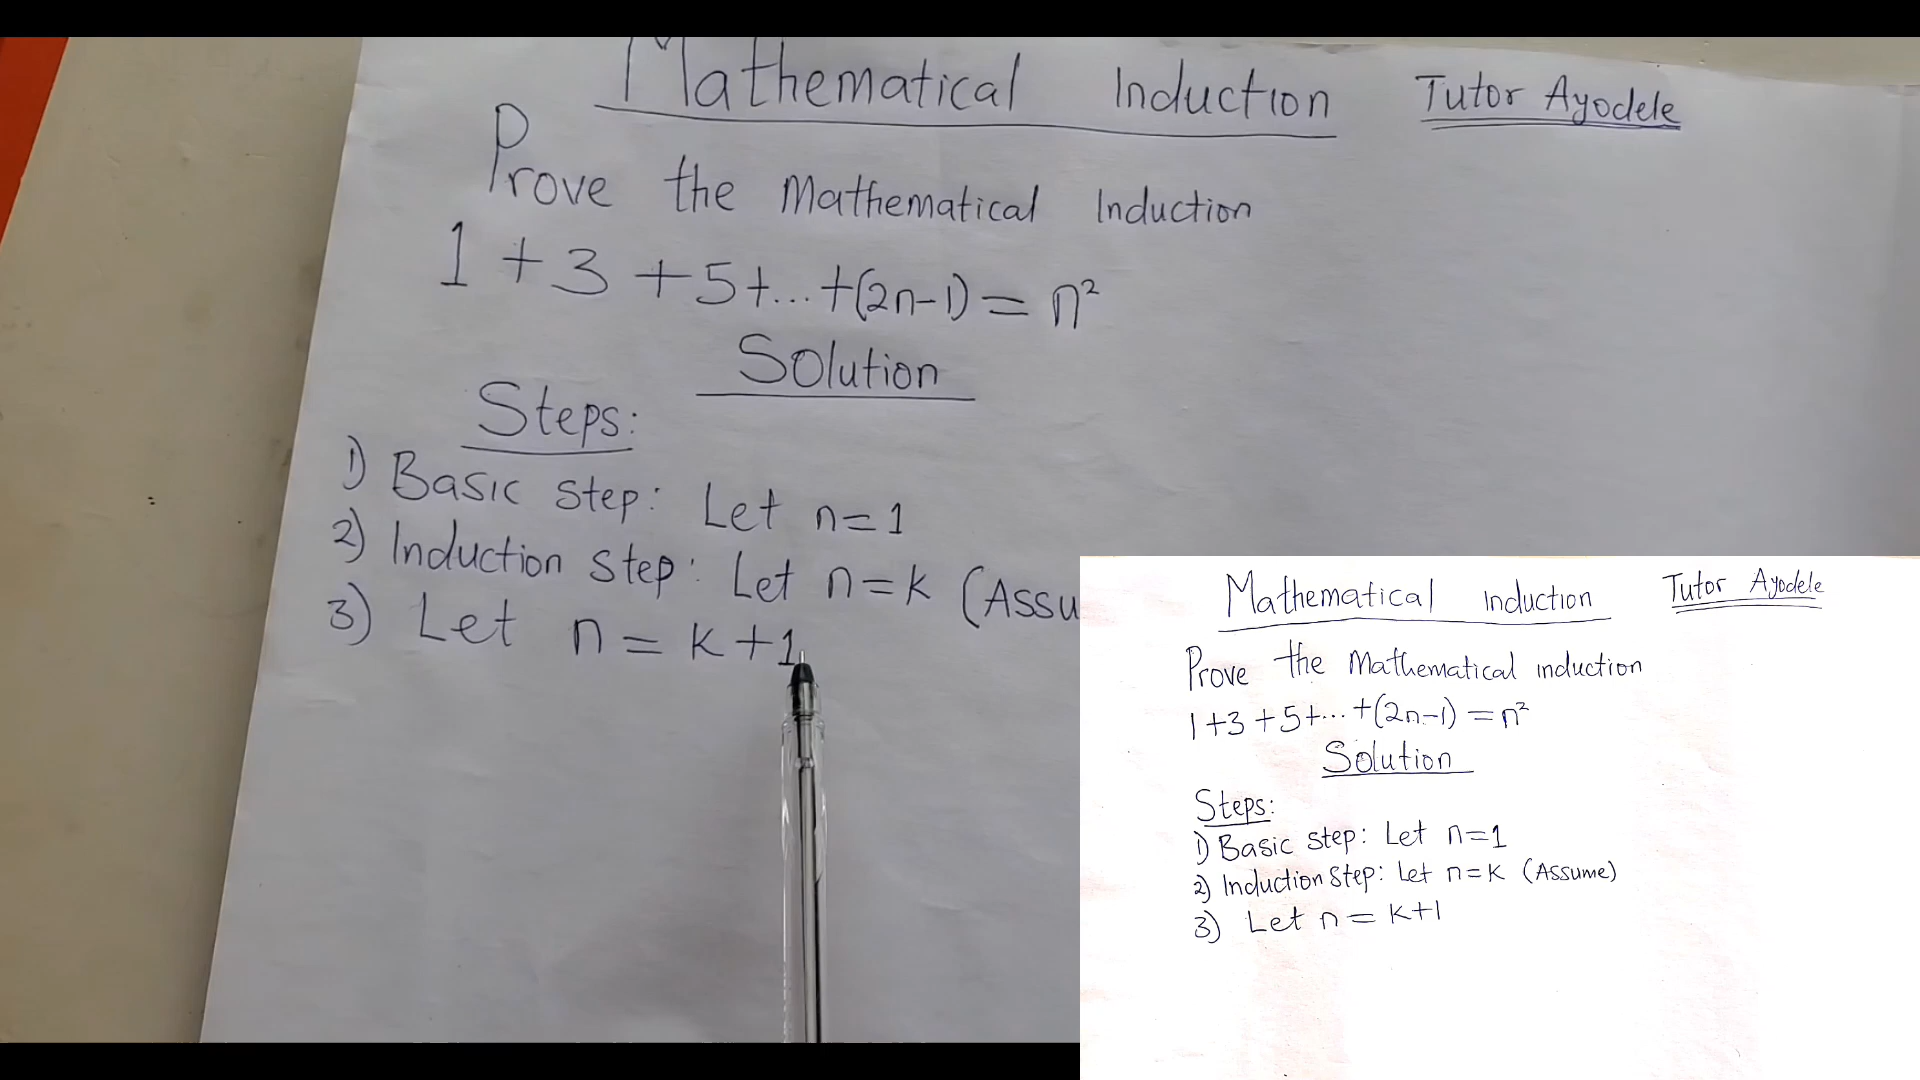 Mathematical Induction Tutor Ayodele
Prove the Mathematical Induction
1 + 3 + 5 + ... + (2n-1) = n²
Solution
Steps:
1) Basic step: Let n=1
2) Induction step: Let n=k (Assu
3) Let n = k+1
Mathematical induction Tutor Ayodele
Prove the Mathematical induction
1+3+5+...+(2n-1) = n²
Solution
Steps:
1) Basic step: Let n=1
2) Induction step: Let n=k (Assume)
3) Let n = k+1